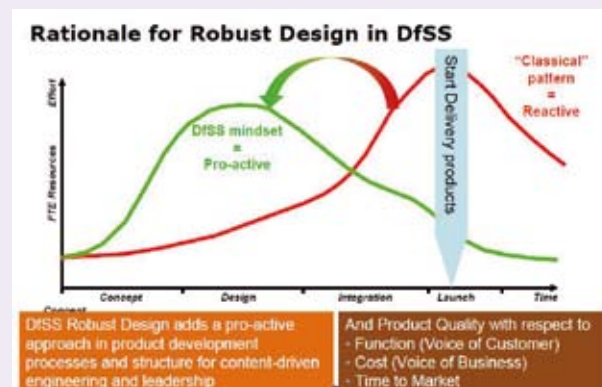 Rationale for Robust Design in DfSS
Effort
FTE Resources
DfSS mindset
=
Pro-active
Start Delivery products
"Classical"
pattern
=
Reactive
Concept
Design
Integration
Launch
Time
Concept
DfSS Robust Design adds a pro-active
approach in product development
processes and structure for content-driven
engineering and leadership
And Product Quality with respect to
- Function (Voice of Customer)
- Cost (Voice of Business)
- Time to Market